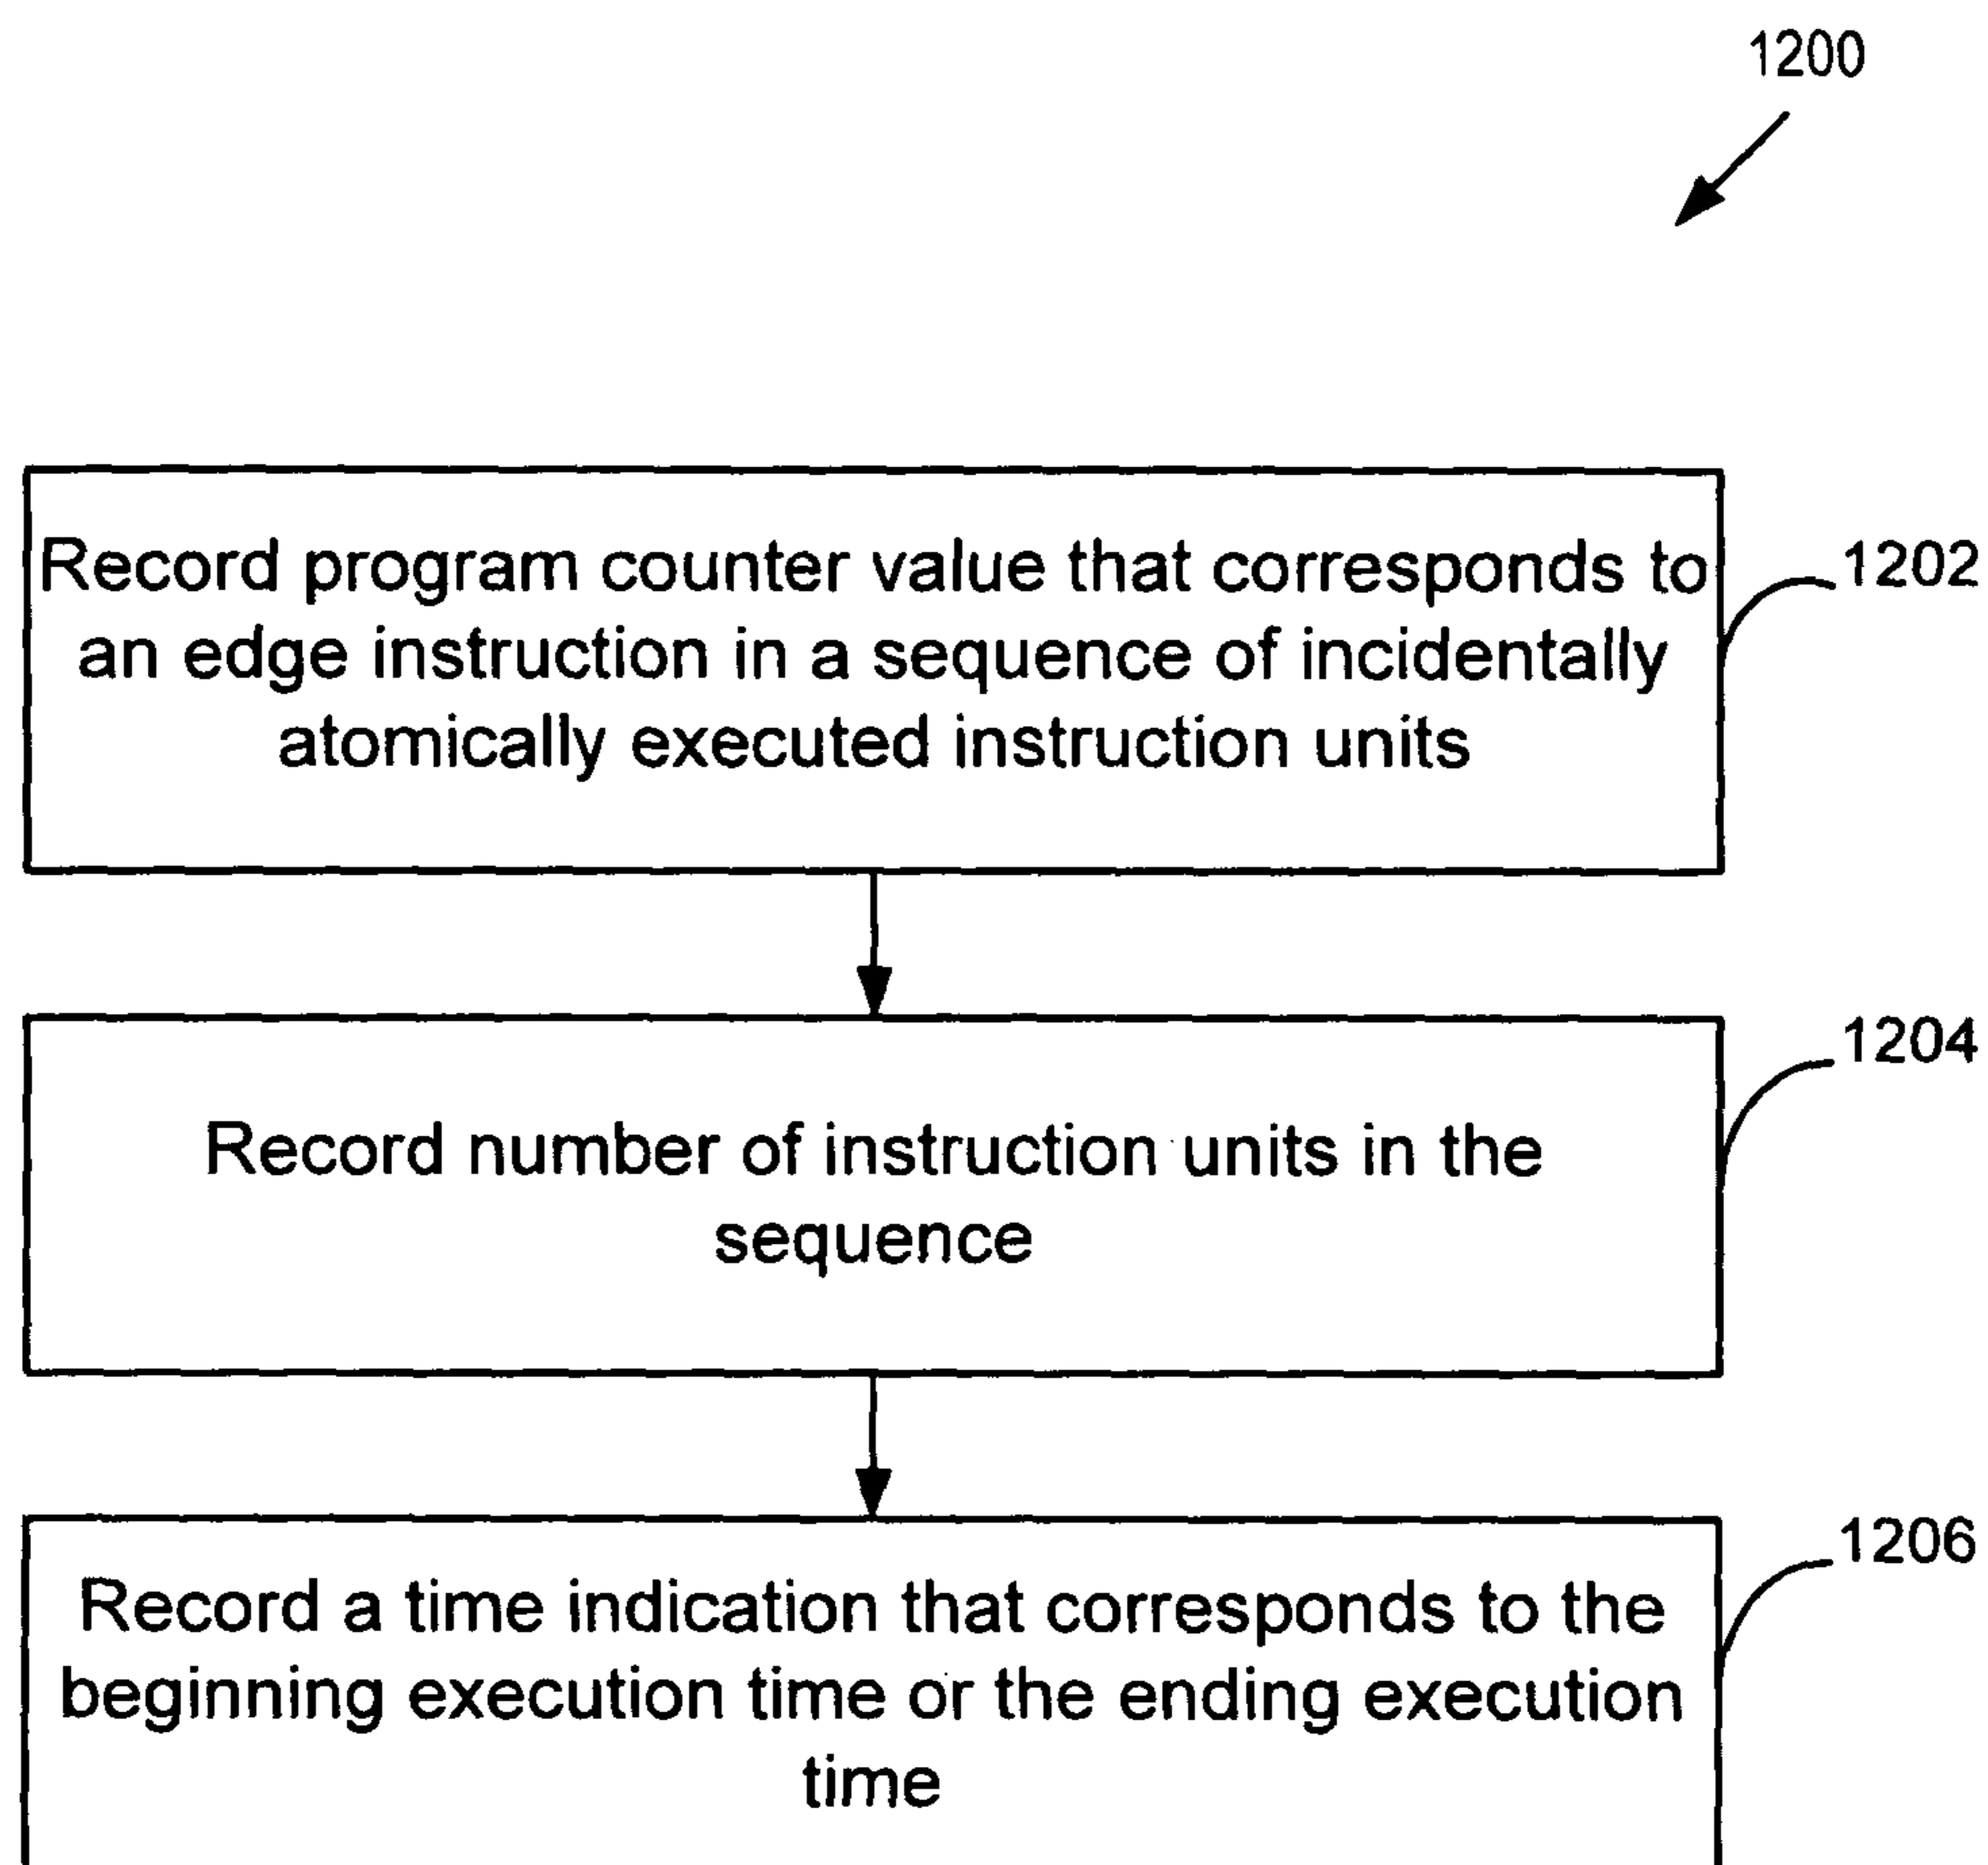 1200
Record program counter value that corresponds to
an edge instruction in a sequence of incidentally
atomically executed instruction units
1202
Record number of instruction units in the
sequence
1204
Record a time indication that corresponds to the
beginning execution time or the ending execution
time
1206